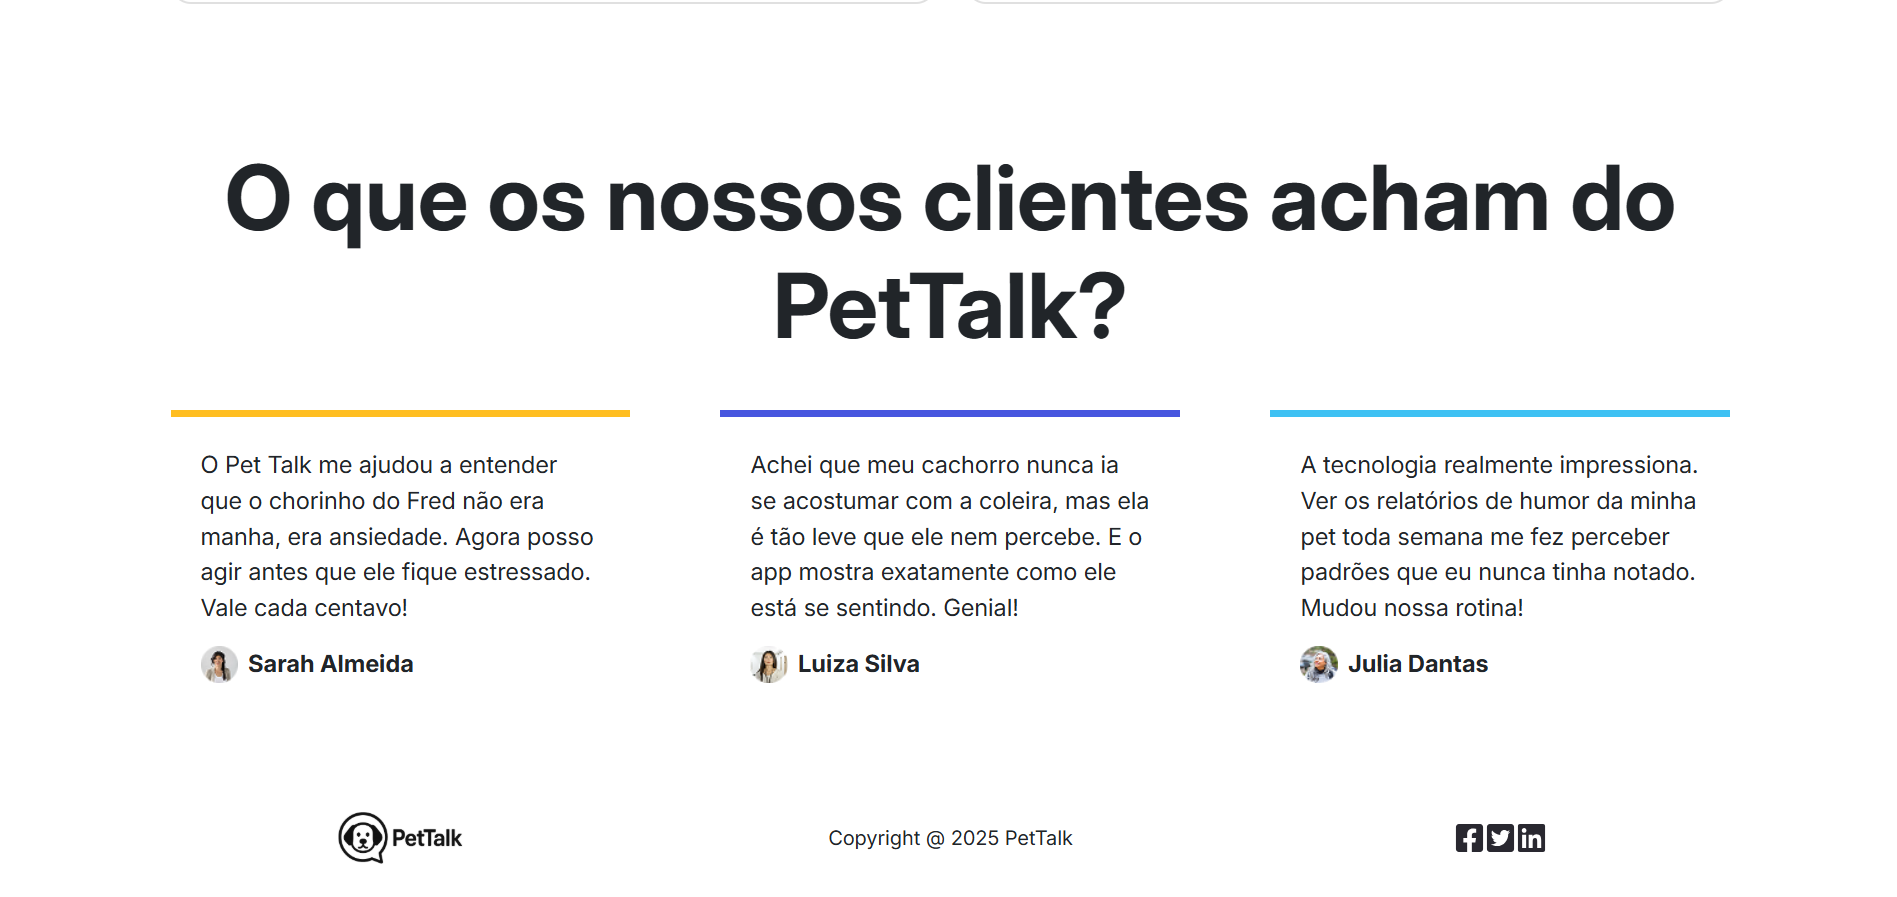 O que os nossos clientes acham do
PetTalk?
O Pet Talk me ajudou a entender
que o chorinho do Fred não era
manha, era ansiedade. Agora posso
agir antes que ele fique estressado.
Vale cada centavo!
Sarah Almeida
Achei que meu cachorro nunca ia
se acostumar com a coleira, mas ela
é tão leve que ele nem percebe. E o
app mostra exatamente como ele
está se sentindo. Genial!
Luiza Silva
A tecnologia realmente impressiona.
Ver os relatórios de humor da minha
pet toda semana me fez perceber
padrões que eu nunca tinha notado.
Mudou nossa rotina!
Julia Dantas
PetTalk
Copyright @ 2025 PetTalk